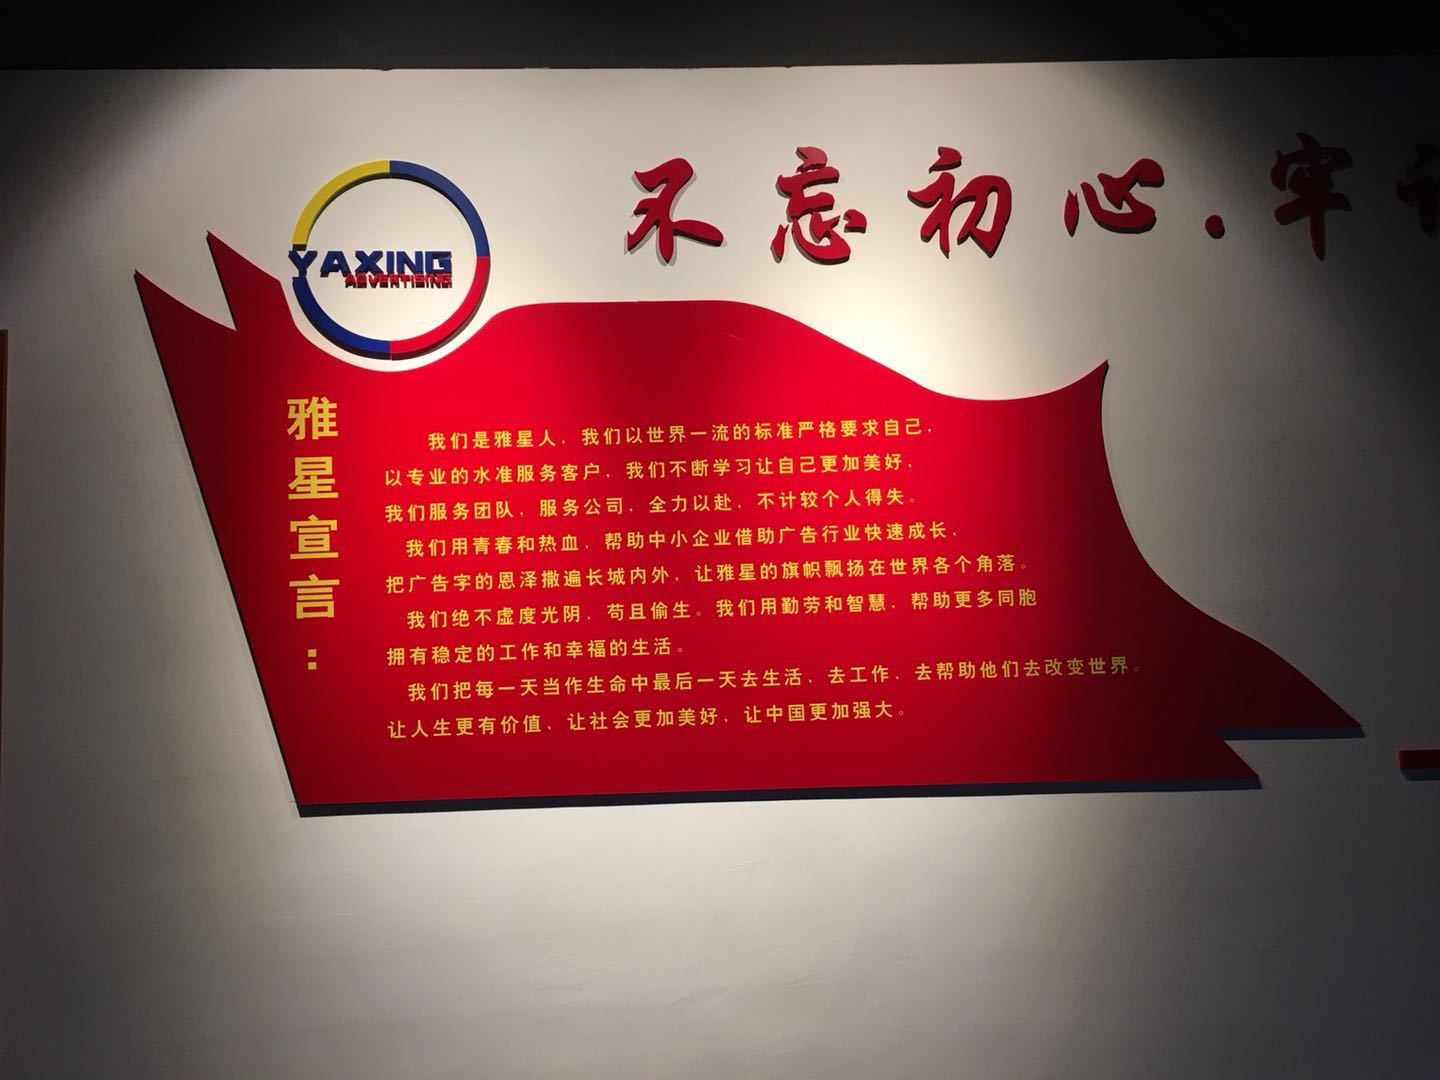 不忘初心.牢记
YAXING
ADVERTISING
雅星宣言:
我们是雅星人，我们以世界一流的标准严格要求自己，
以专业的水准服务客户，我们不断学习让自己更加美好，
我们服务团队，服务公司，全力以赴，不计较个人得失。
我们用青春和热血、帮助中小企业借助广告行业快速成长、
把广告字的恩泽撒遍长城内外，让雅星的旗帜飘扬在世界各个角落。
我们绝不虚度光阴、苟且偷生。我们用勤劳和智慧，帮助更多同胞
拥有稳定的工作和幸福的生活。
我们把每一天当作生命中最后一天去生活、去工作、去帮助他们去改变世界。
让人生更有价值、让社会更加美好、让中国更加强大。